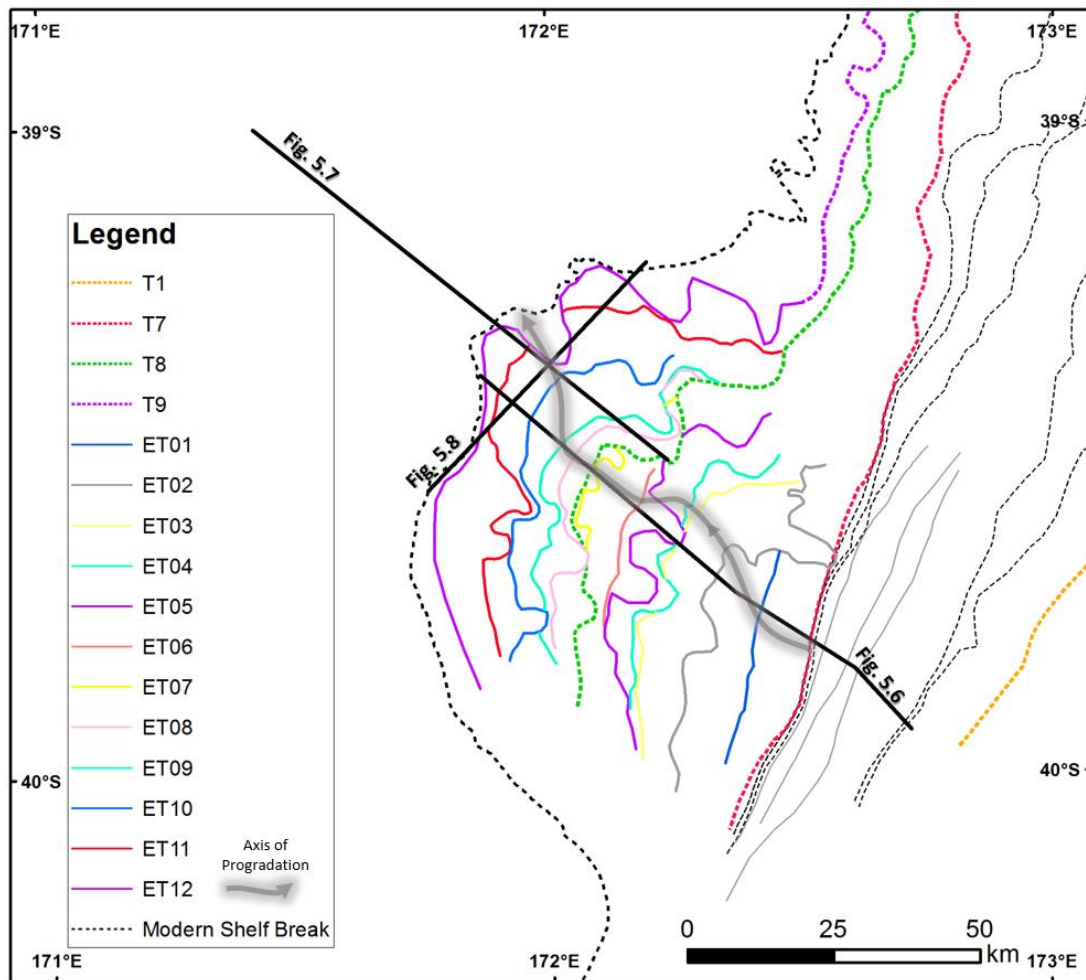 171°E 172°E 173°E
39°S 39°S
Fig. 5.7
Legend
T1
T7
T8
T9
ET01
ET02
ET03
ET04
ET05
ET06
ET07
ET08
ET09
ET10
ET11
ET12
Modern Shelf Break
Axis of
Progradation
Fig. 5.8
Fig. 5.6
40°S 40°S
0 25 50
km
171°E 172°E 173°E